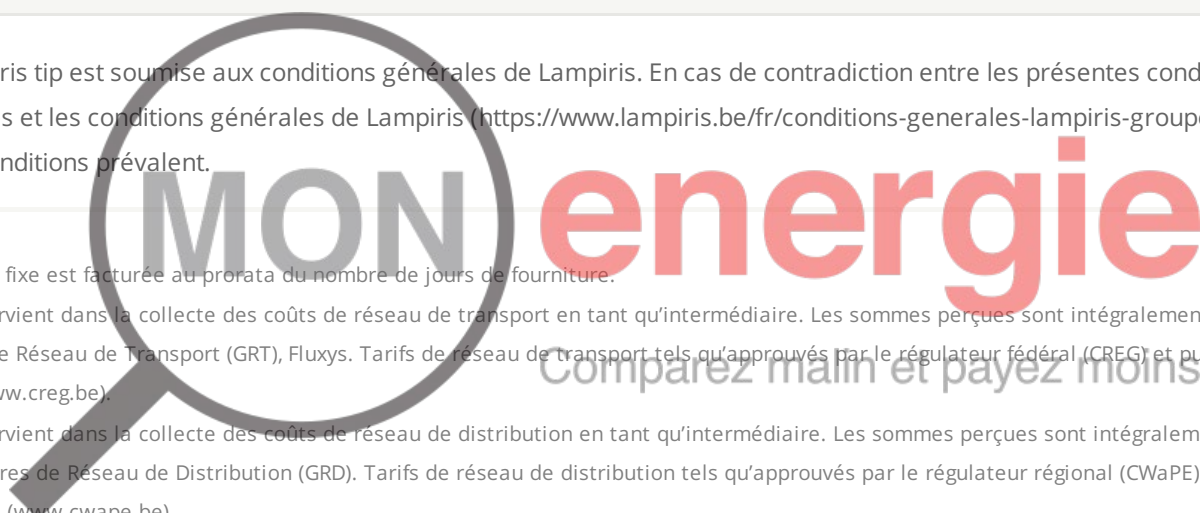 ris tip est soumise aux conditions générales de Lampiris. En cas de contradiction entre les présentes cond
s et les conditions générales de Lampiris (https://www.lampiris.be/fr/conditions-generales-lampiris-group
nditions prévalent.
MON energie
fixe est facturée au prorata du nombre de jours de fourniture.
rvient dans la collecte des coûts de réseau de transport en tant qu’intermédiaire. Les sommes perçues sont intégralemen
e Réseau de Transport (GRT), Fluxys. Tarifs de réseau de transport tels qu’approuvés par le régulateur fédéral (CREG) et pu
Comparez malin et payez moins
ww.creg.be).
rvient dans la collecte des coûts de réseau de distribution en tant qu’intermédiaire. Les sommes perçues sont intégralem
res de Réseau de Distribution (GRD). Tarifs de réseau de distribution tels qu’approuvés par le régulateur régional (CWaPE)
(www.cwape.be)